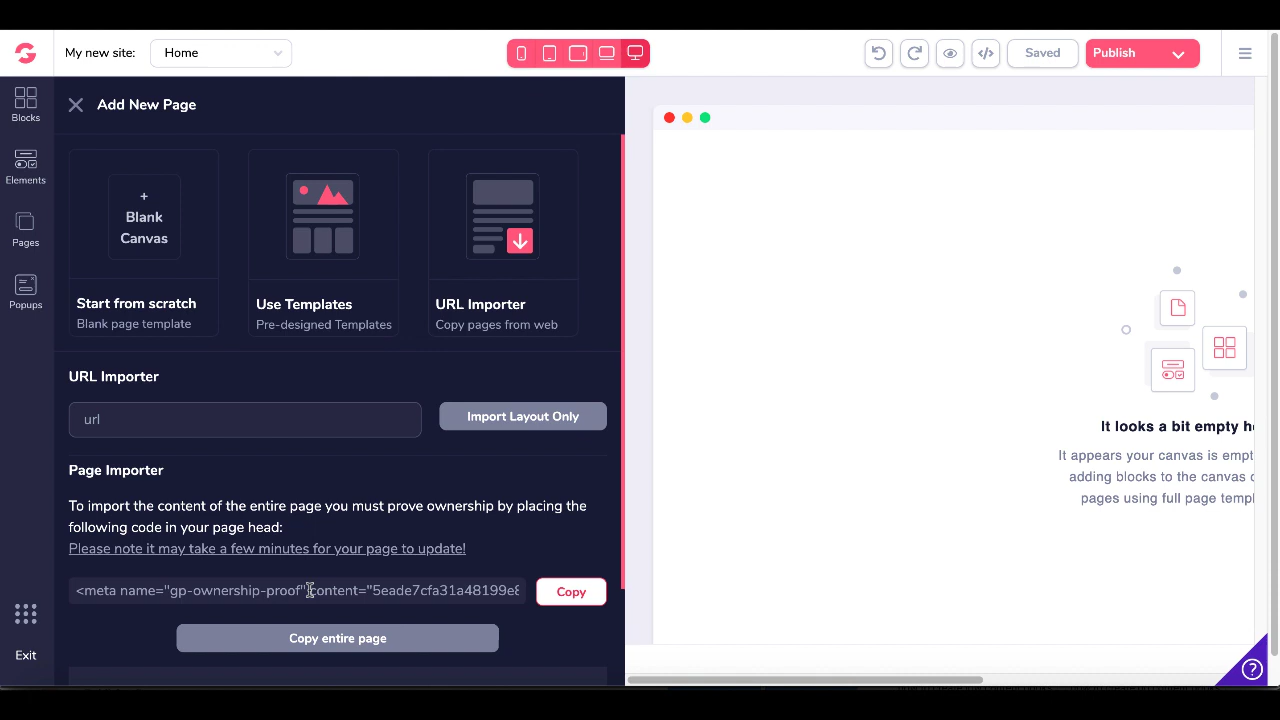 My new site:
Home
Saved
Publish
Blocks
Elements
Pages
Popups
Exit
Add New Page
+
Blank
Canvas
Start from scratch
Blank page template
Use Templates
Pre-designed Templates
URL Importer
Copy pages from web
URL Importer
url
Import Layout Only
Page Importer
To import the content of the entire page you must prove ownership by placing the
following code in your page head:
Please note it may take a few minutes for your page to update!
<meta name="gp-ownership-proof" content="5eade7cfa31a48199e8
Copy
Copy entire page
It looks a bit empty he
It appears your canvas is empt
adding blocks to the canvas o
pages using full page templ
?